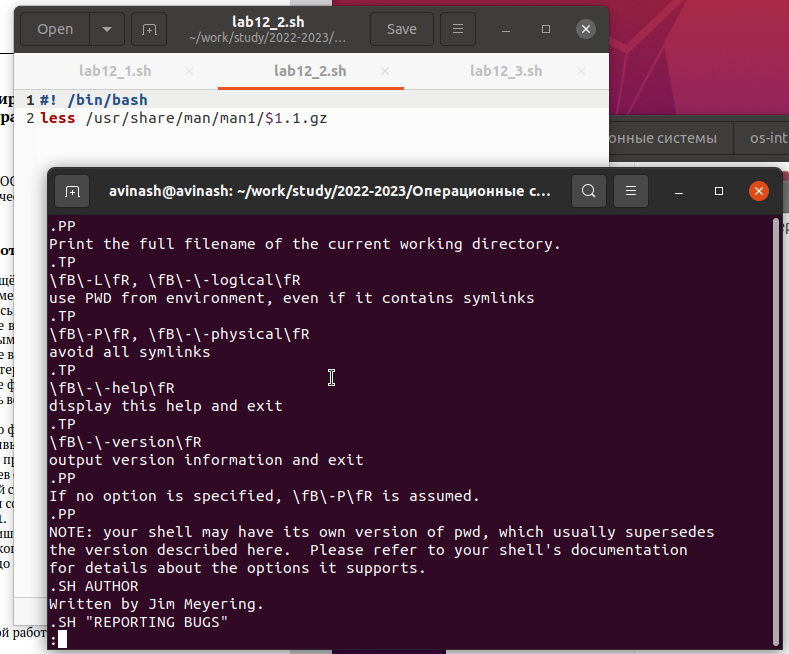 Open
lab12_2.sh
~/work/study/2022-2023/...
Save
lab12_1.sh
lab12_2.sh
lab12_3.sh
1 #! /bin/bash
2 less /usr/share/man/man1/$1.1.gz
онные системы
os-int
avinash@avinash: ~/work/study/2022-2023/Операционные с...
.PP
Print the full filename of the current working directory.
.TP
\fB\-L\fR, \fB\-\-logical\fR
use PWD from environment, even if it contains symlinks
.TP
\fB\-P\fR, \fB\-\-physical\fR
avoid all symlinks
.TP
\fB\-\-help\fR
display this help and exit
.TP
\fB\-\-version\fR
output version information and exit
.PP
If no option is specified, \fB\-P\fR is assumed.
.PP
NOTE: your shell may have its own version of pwd, which usually supersedes
the version described here.  Please refer to your shell's documentation
for details about the options it supports.
.SH AUTHOR
Written by Jim Meyering.
.SH "REPORTING BUGS"
:
ой работ